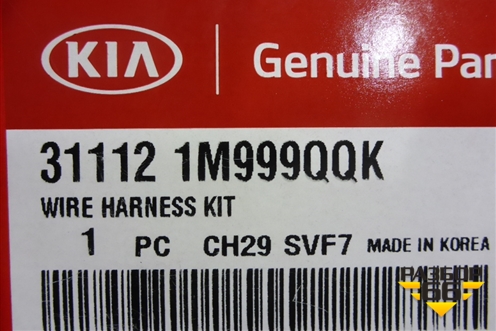 KIA Genuine Par
31112 1M999QQK
WIRE HARNESS KIT
1 PC CH29 SVF7 MADE IN KOREA